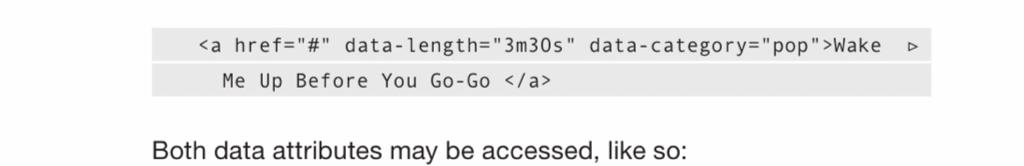 <a href="#" data-length="3m30s" data-category="pop">Wake ▹
Me Up Before You Go-Go </a>
Both data attributes may be accessed, like so: